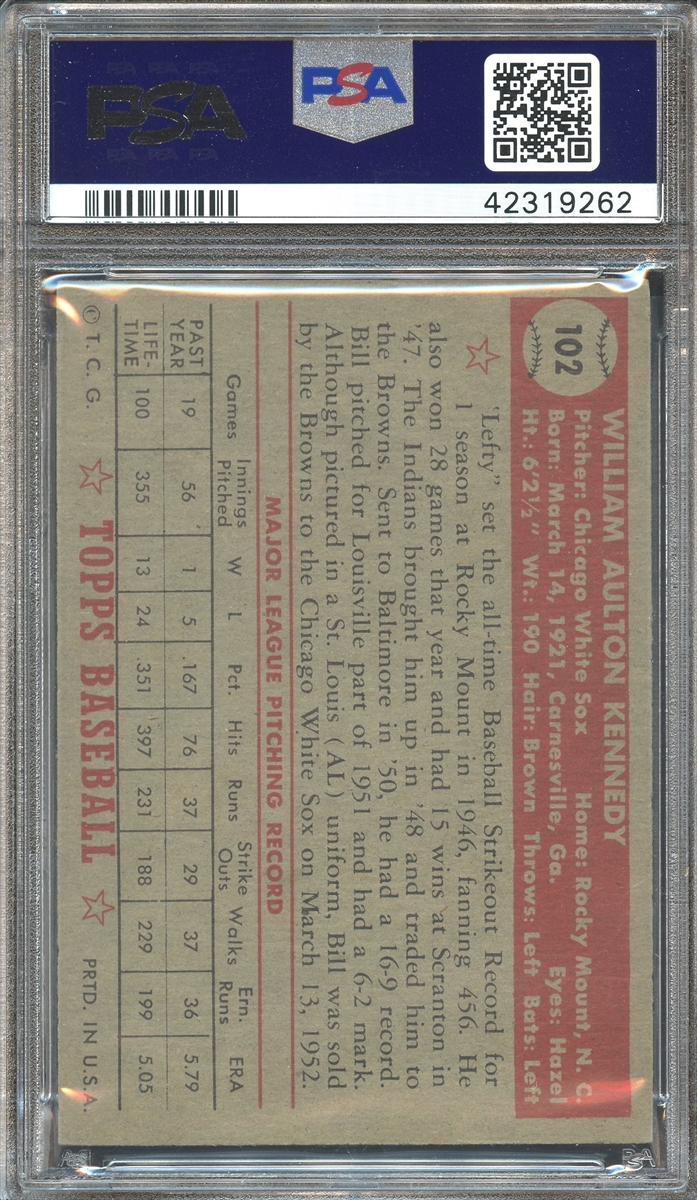 PSA PSA PSA
PSA
PSA PSA PSA
PSA
42319262
102
WILLIAM AULTON KENNEDY
Pitcher: Chicago White Sox Home: Rocky Mount, N. C.
Born: March 14, 1921, Carnesville, Ga. Eyes: Hazel
Ht.: 6'2½" Wt.: 190 Hair: Brown Throws: Left Bats: Left
'Lefty" set the all-time Baseball Strikeout Record for
1 season at Rocky Mount in 1946, fanning 456. He
also won 28 games that year and had 15 wins at Scranton in
'47. The Indians brought him up in '48 and traded him to
the Browns. Sent to Baltimore in '50, he had a 16-9 record.
Bill pitched for Louisville part of 1951 and had a 6-2 mark.
Although pictured in a St. Louis (AL) uniform, Bill was sold
by the Browns to the Chicago White Sox on March 13, 1952.
MAJOR LEAGUE PITCHING RECORD
Games Innings Pitched W L Pct. Hits Runs Strike Outs Walks Ern. Runs ERA
PAST YEAR 19 56 1 5 .167 76 37 29 37 36 5.79
LIFE-TIME 100 355 13 24 .351 397 231 188 229 199 5.05
© T. C. G. TOPPS BASEBALL PRTD. IN U.S.A.